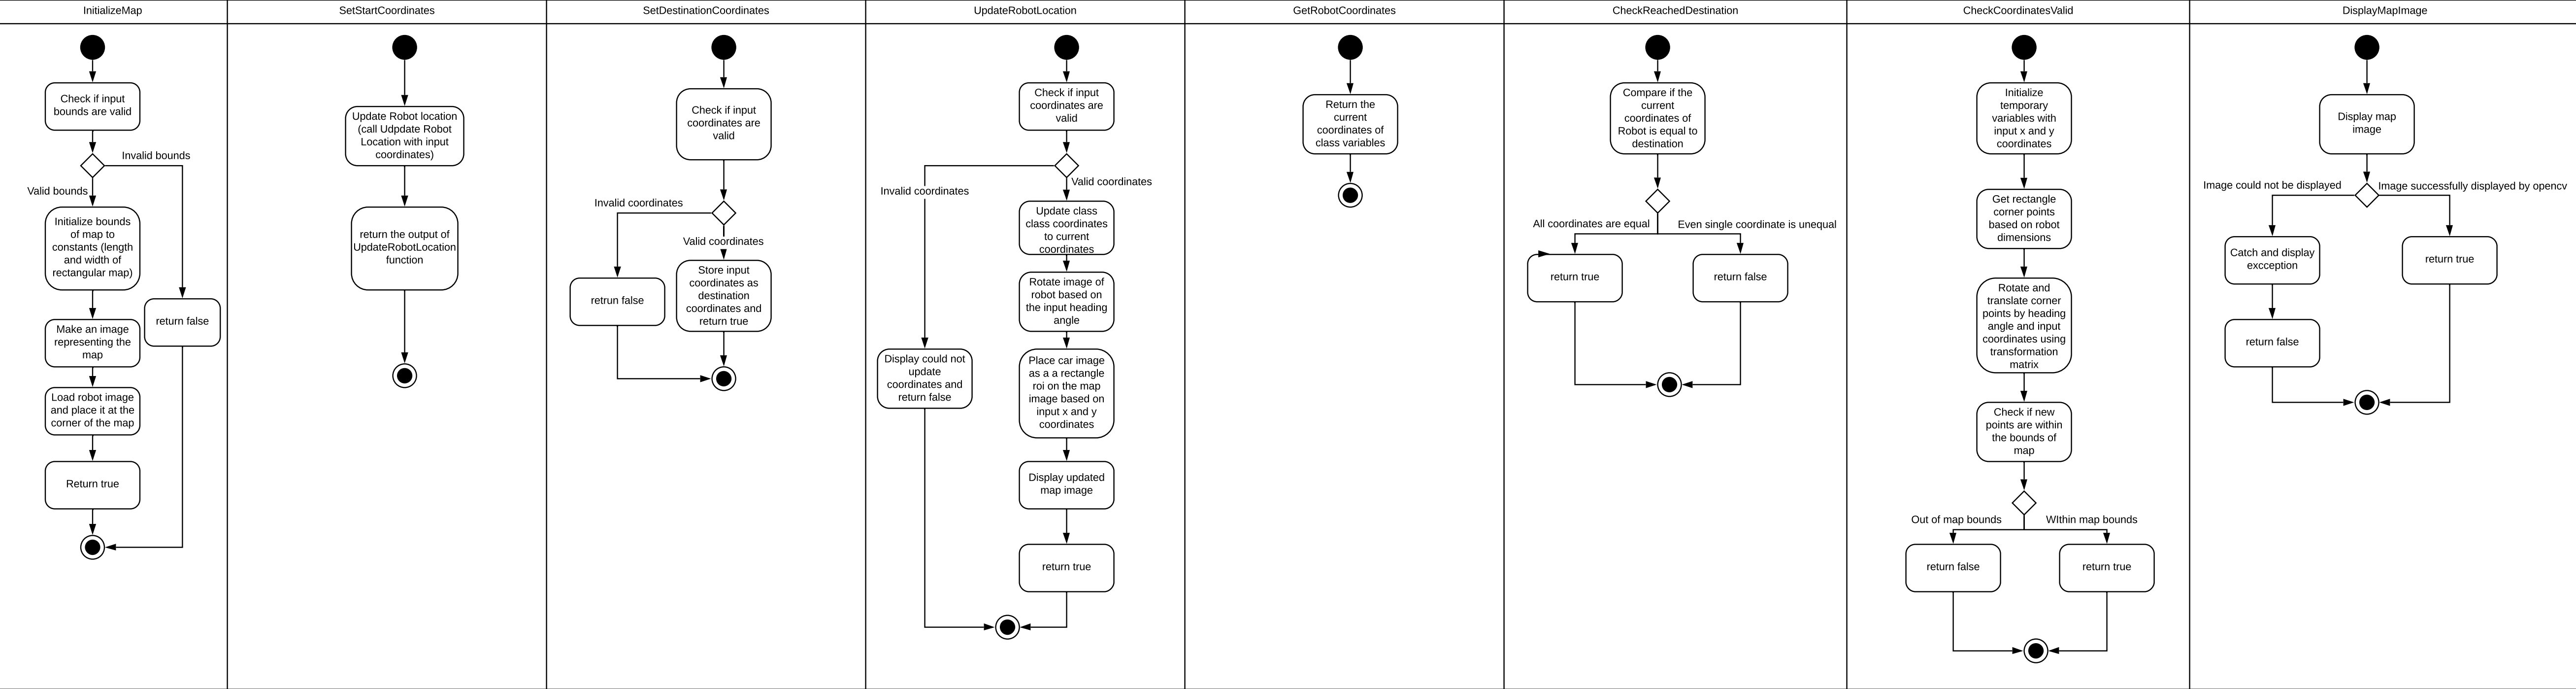 InitializeMap
Check if input
bounds are valid
Invalid bounds
Valid bounds
Initialize bounds
of map to
constants (length
and width of
rectangular map)
return false
Make an image
representing the
map
Load robot image
and place it at the
corner of the map
Return true
SetStartCoordinates
Update Robot location
(call Udpdate Robot
Location with input
coordinates)
return the output of
UpdateRobotLocation
function
SetDestinationCoordinates
Check if input
coordinates are
valid
Invalid coordinates
Valid coordinates
retrun false
Store input
coordinates as
destination
coordinates and
return true
UpdateRobotLocation
Check if input
coordinates are
valid
Invalid coordinates
Valid coordinates
Update class
class coordinates
to current
coordinates
Rotate image of
robot based on
the input heading
angle
Display could not
update
coordinates and
return false
Place car image
as a a rectangle
roi on the map
image based on
input x and y
coordinates
Display updated
map image
return true
GetRobotCoordinates
Return the
current
coordinates of
class variables
CheckReachedDestination
Compare if the
current
coordinates of
Robot is equal to
destination
All coordinates are equal
Even single coordinate is unequal
return true
return false
CheckCoordinatesValid
Initialize
temporary
variables with
input x and y
coordinates
Get rectangle
corner points
based on robot
dimensions
Rotate and
translate corner
points by heading
angle and input
coordinates using
transformation
matrix
Check if new
points are within
the bounds of
map
Out of map bounds
WIthin map bounds
return false
return true
DisplayMapImage
Display map
image
Image could not be displayed
Image successfully displayed by opencv
Catch and display
excception
return true
return false